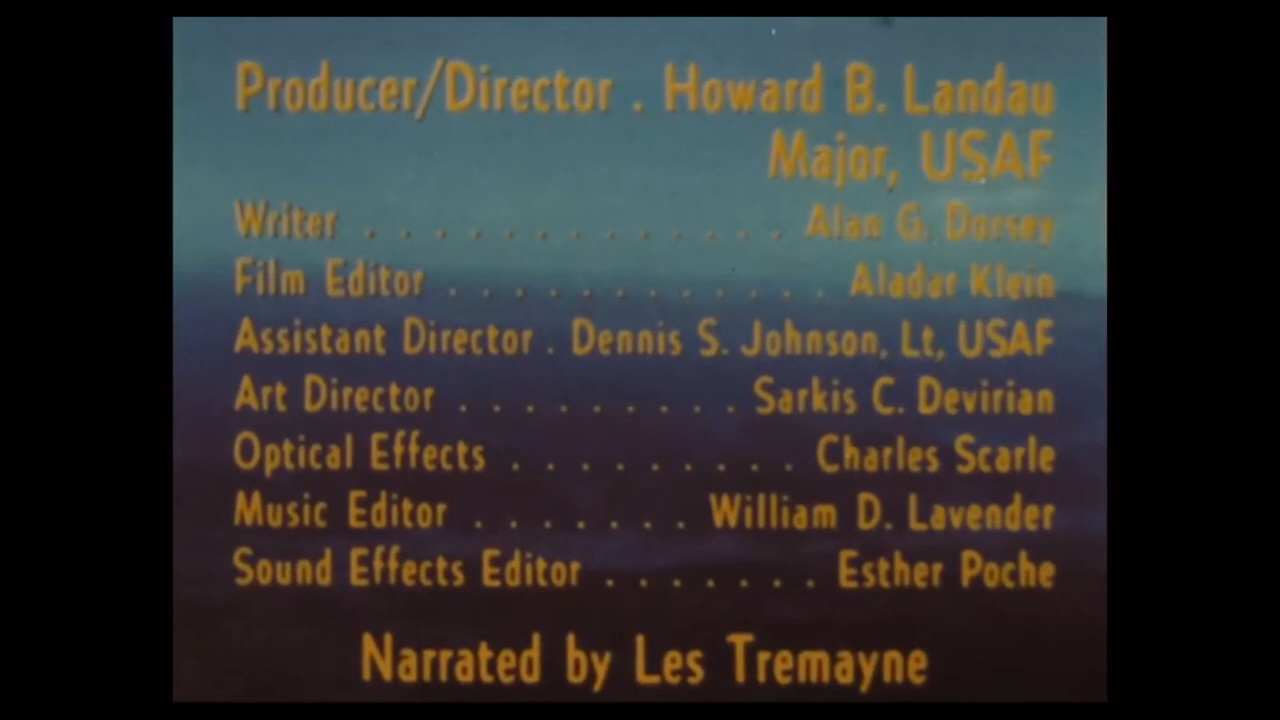 Producer/Director . Howard B. Landau
Major, USAF
Writer . . . . . . . . . . . . . Alan G. Dorsey
Film Editor . . . . . . . . . . . . Aladar Klein
Assistant Director . Dennis S. Johnson, Lt, USAF
Art Director . . . . . . . . . Sarkis C. Devirian
Optical Effects . . . . . . . . . Charles Scarle
Music Editor . . . . . . . William D. Lavender
Sound Effects Editor . . . . . . . Esther Poche
Narrated by Les Tremayne